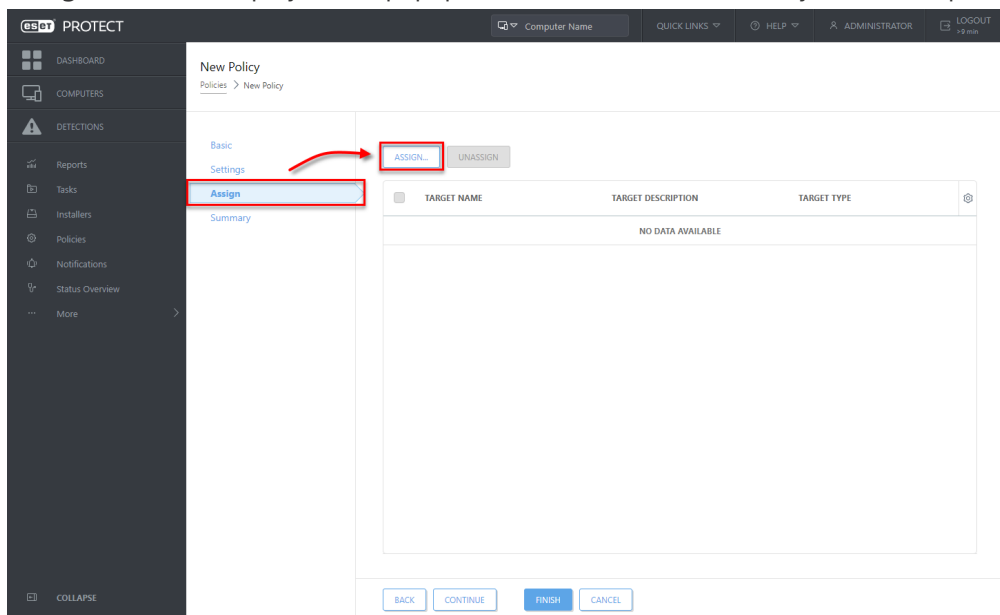 eset PROTECT
Computer Name
QUICK LINKS
HELP
ADMINISTRATOR
LOGOUT
>9 min
DASHBOARD
COMPUTERS
DETECTIONS
Reports
Tasks
Installers
Policies
Notifications
Status Overview
More
COLLAPSE
New Policy
Policies > New Policy
Basic
Settings
Assign
Summary
ASSIGN... UNASSIGN
TARGET NAME TARGET DESCRIPTION TARGET TYPE
NO DATA AVAILABLE
BACK CONTINUE FINISH CANCEL